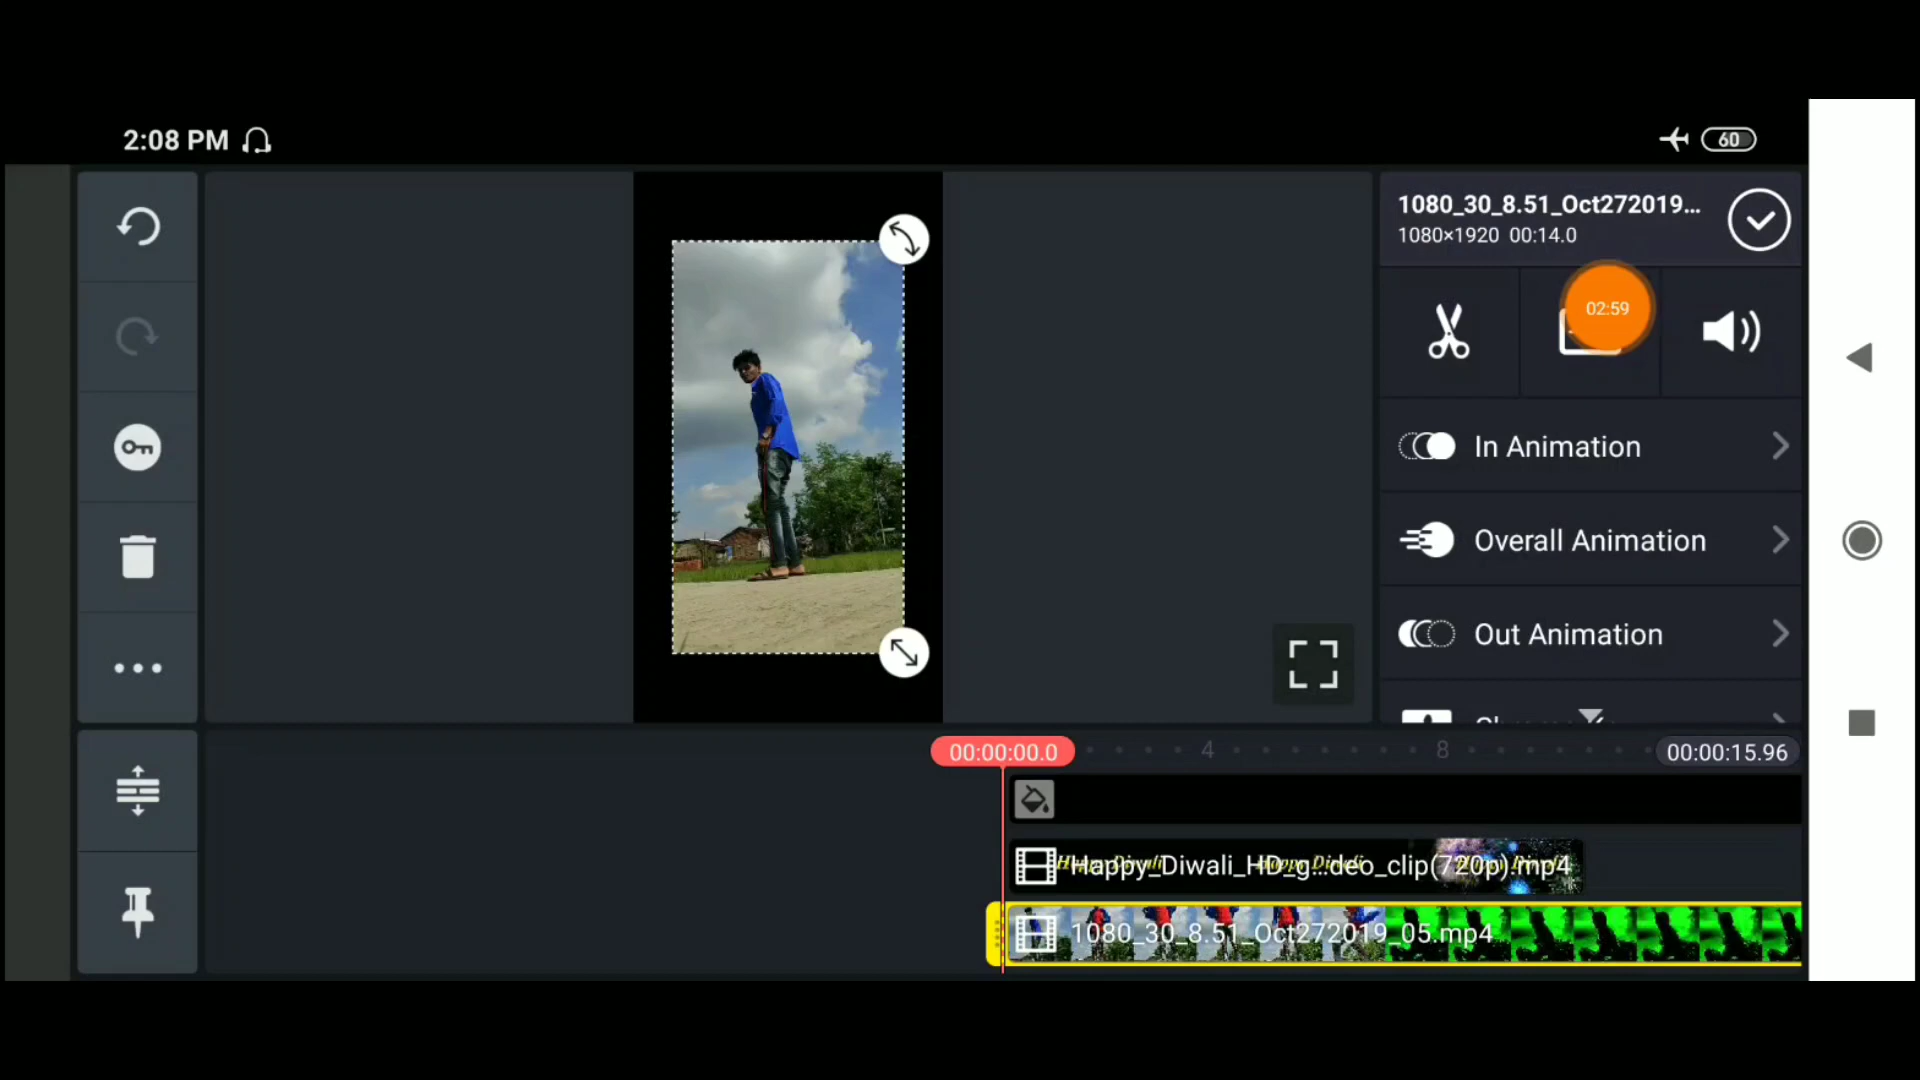 2:08 PM
60
1080_30_8.51_Oct272019...
1080×1920 00:14.0
02:59
In Animation
Overall Animation
Out Animation
00:00:00.0
4
8
00:00:15.96
Happy_Diwali_HD_g...deo_clip(720p).mp4
1080_30_8.51_Oct272019_05.mp4